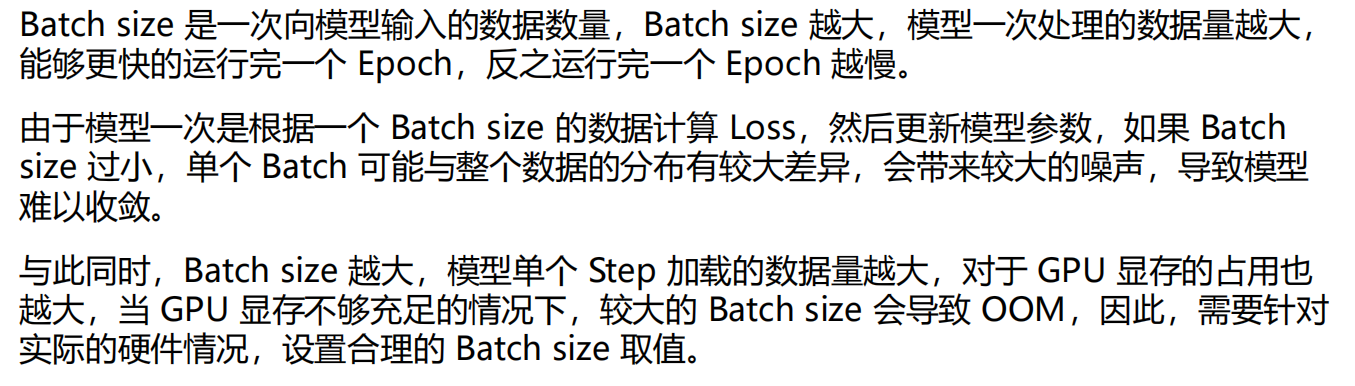 Batch size 是一次向模型输入的数据数量，Batch size 越大，模型一次处理的数据量越大，
能够更快的运行完一个 Epoch，反之运行完一个 Epoch 越慢。
由于模型一次是根据一个 Batch size 的数据计算 Loss，然后更新模型参数，如果 Batch
size 过小，单个 Batch 可能与整个数据的分布有较大差异，会带来较大的噪声，导致模型
难以收敛。
与此同时，Batch size 越大，模型单个 Step 加载的数据量越大，对于 GPU 显存的占用也
越大，当 GPU 显存不够充足的情况下，较大的 Batch size 会导致 OOM，因此，需要针对
实际的硬件情况，设置合理的 Batch size 取值。